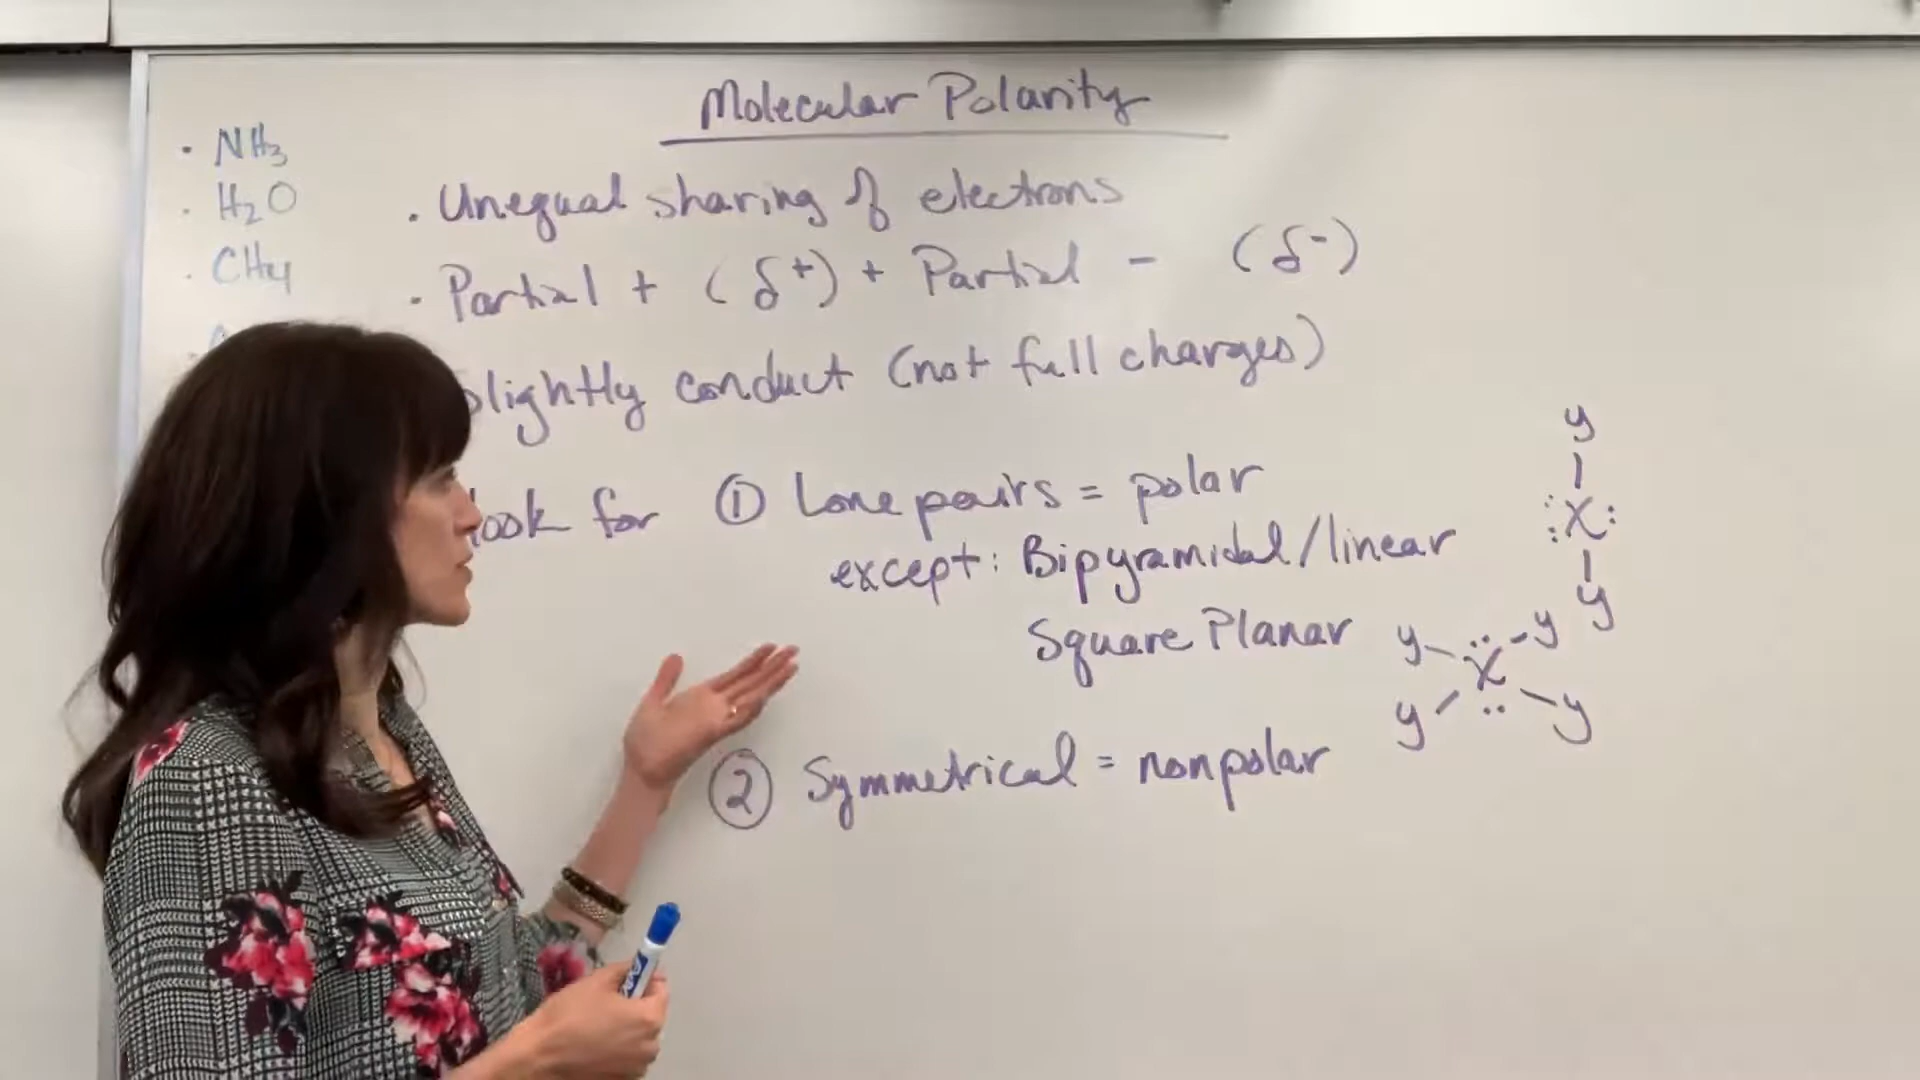 Molecular Polarity
· NH3
· H2O
· CH4
· Unequal sharing of electrons
· Partial + (δ+) + Partial - (δ-)
Slightly conduct (not full charges)
look for ① Lone pairs = polar
except: Bipyramidal/linear
Square Planar
② Symmetrical = nonpolar
y
:X:
y
y y
X
y y